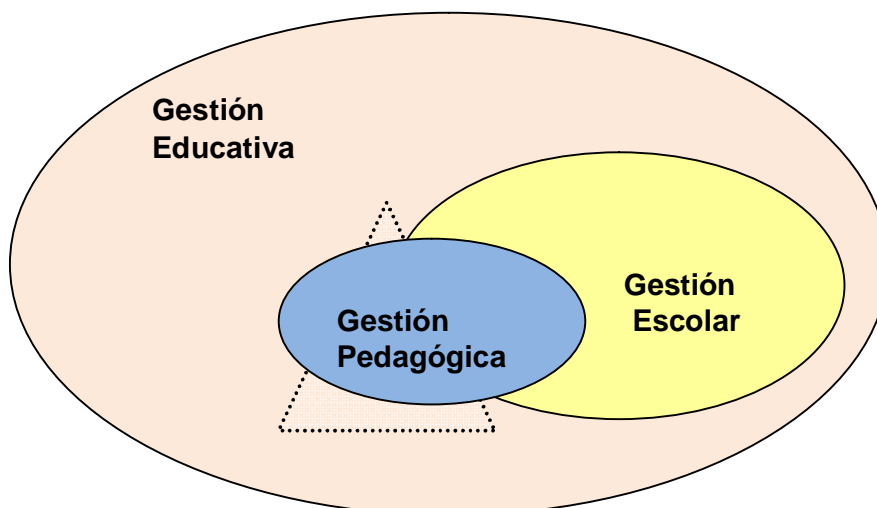 Gestión
Educativa
Gestión
Escolar
Gestión
Pedagógica